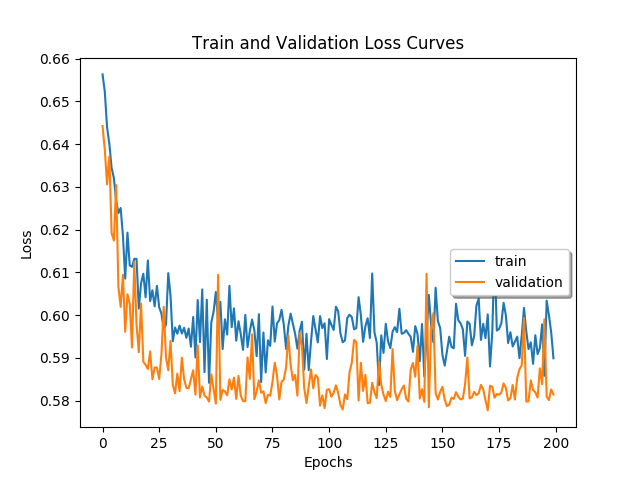 Train and Validation Loss Curves
0.66
0.65
0.64
0.63
0.62
0.61
0.60
0.59
0.58
Loss
train
validation
0 25 50 75 100 125 150 175 200
Epochs